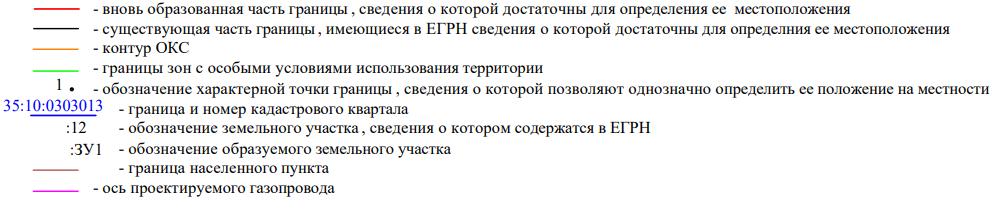 - вновь образованная часть границы, сведения о которой достаточны для определения ее местоположения
- существующая часть границы, имеющиеся в ЕГРН сведения о которой достаточны для определния ее местоположения
- контур ОКС
- границы зон с особыми условиями использования территории
1 . - обозначение характерной точки границы, сведения о которой позволяют однозначно определить ее положение на местности
35:10:0303013 - граница и номер кадастрового квартала
:12 - обозначение земельного участка, сведения о котором содержатся в ЕГРН
:ЗУ1 - обозначение образуемого земельного участка
- граница населенного пункта
- ось проектируемого газопровода